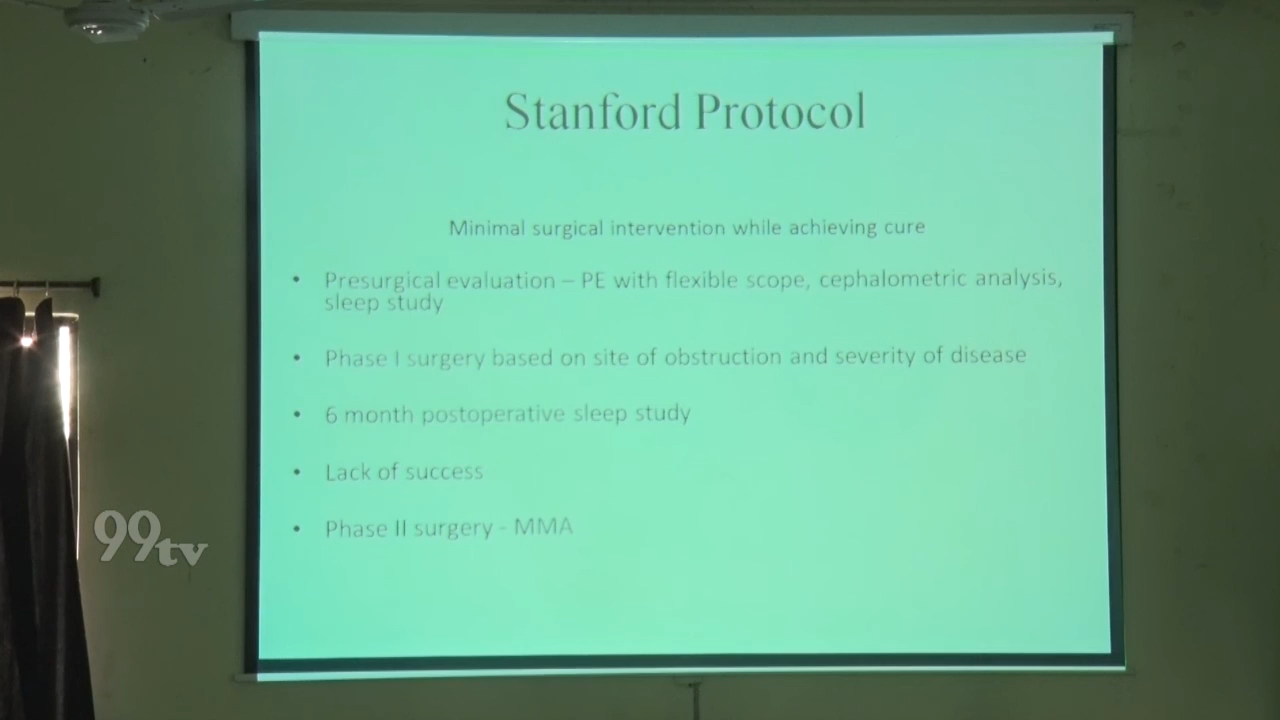 Stanford Protocol
Minimal surgical intervention while achieving cure
• Presurgical evaluation – PE with flexible scope, cephalometric analysis,
sleep study
• Phase I surgery based on site of obstruction and severity of disease
• 6 month postoperative sleep study
• Lack of success
• Phase II surgery - MMA
99tv